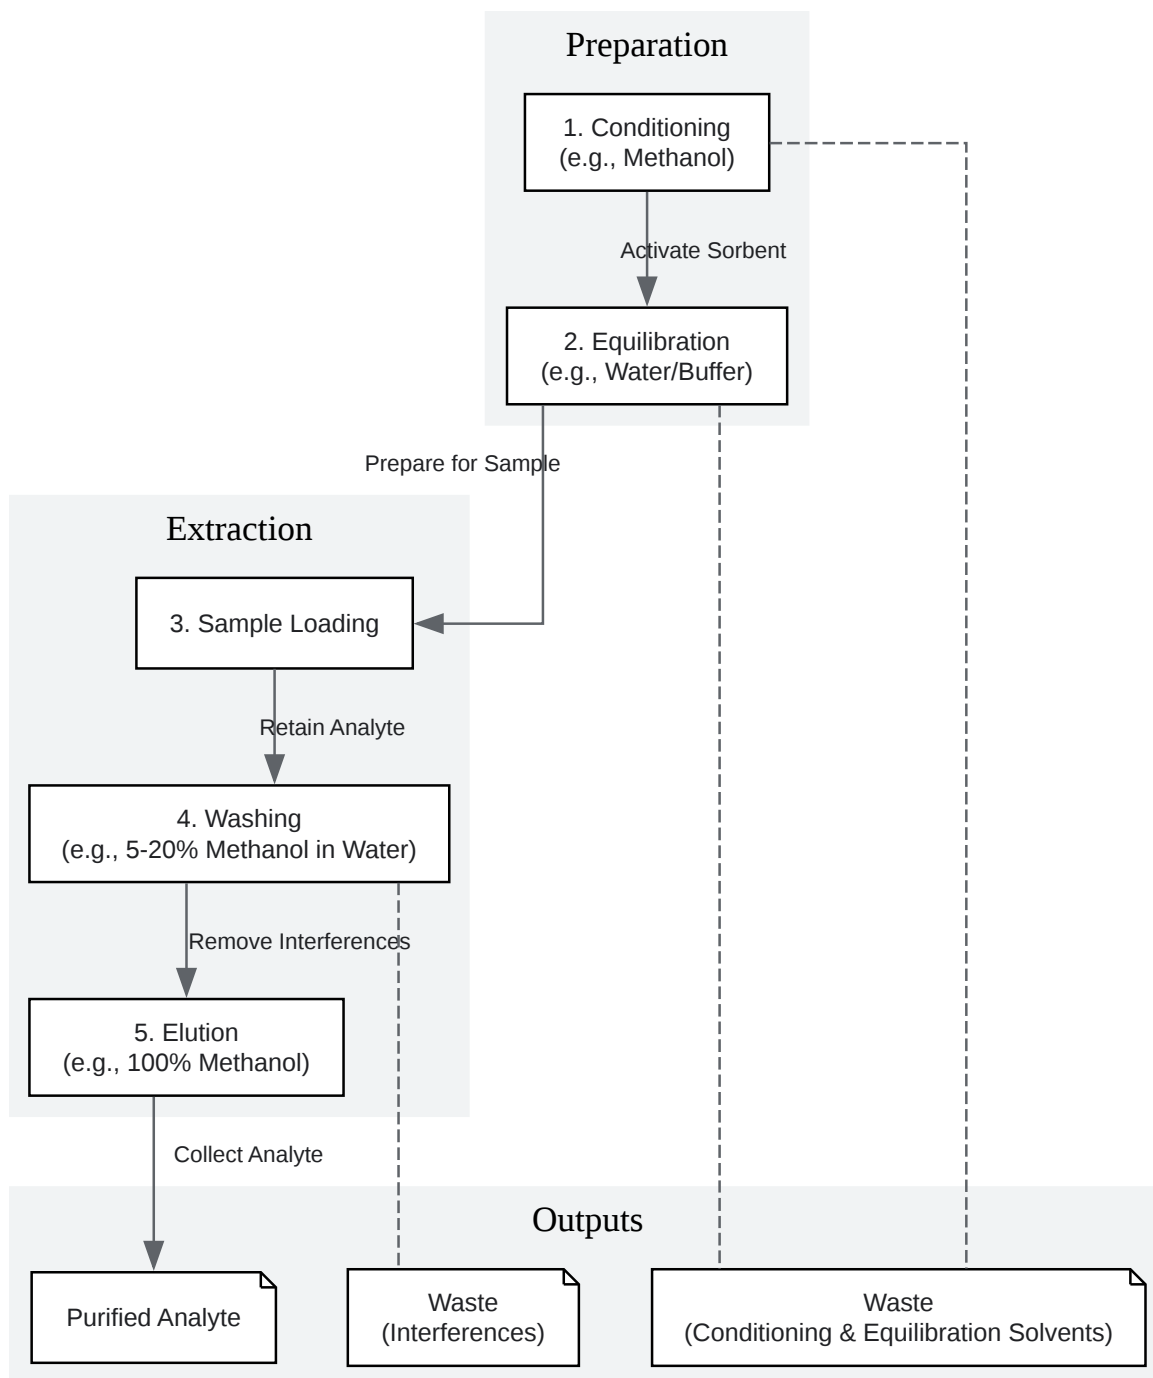 Preparation
1. Conditioning
(e.g., Methanol)
Activate Sorbent
2. Equilibration
(e.g., Water/Buffer)
Prepare for Sample
Extraction
3. Sample Loading
Retain Analyte
4. Washing
(e.g., 5-20% Methanol in Water)
Remove Interferences
5. Elution
(e.g., 100% Methanol)
Collect Analyte
Outputs
Purified Analyte
Waste
(Interferences)
Waste
(Conditioning & Equilibration Solvents)